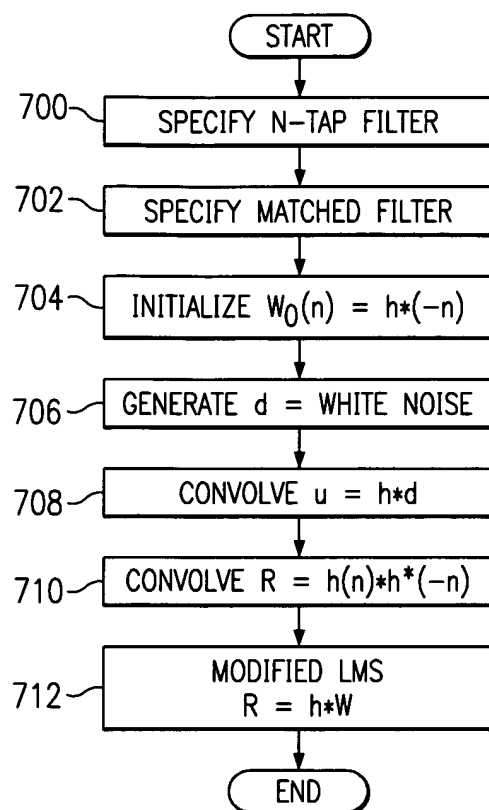 START
700
SPECIFY N-TAP FILTER
702
SPECIFY MATCHED FILTER
704
INITIALIZE W₀(n) = h*(-n)
706
GENERATE d = WHITE NOISE
708
CONVOLVE u = h*d
710
CONVOLVE R = h(n)*h*(-n)
712
MODIFIED LMS
R = h*W
END